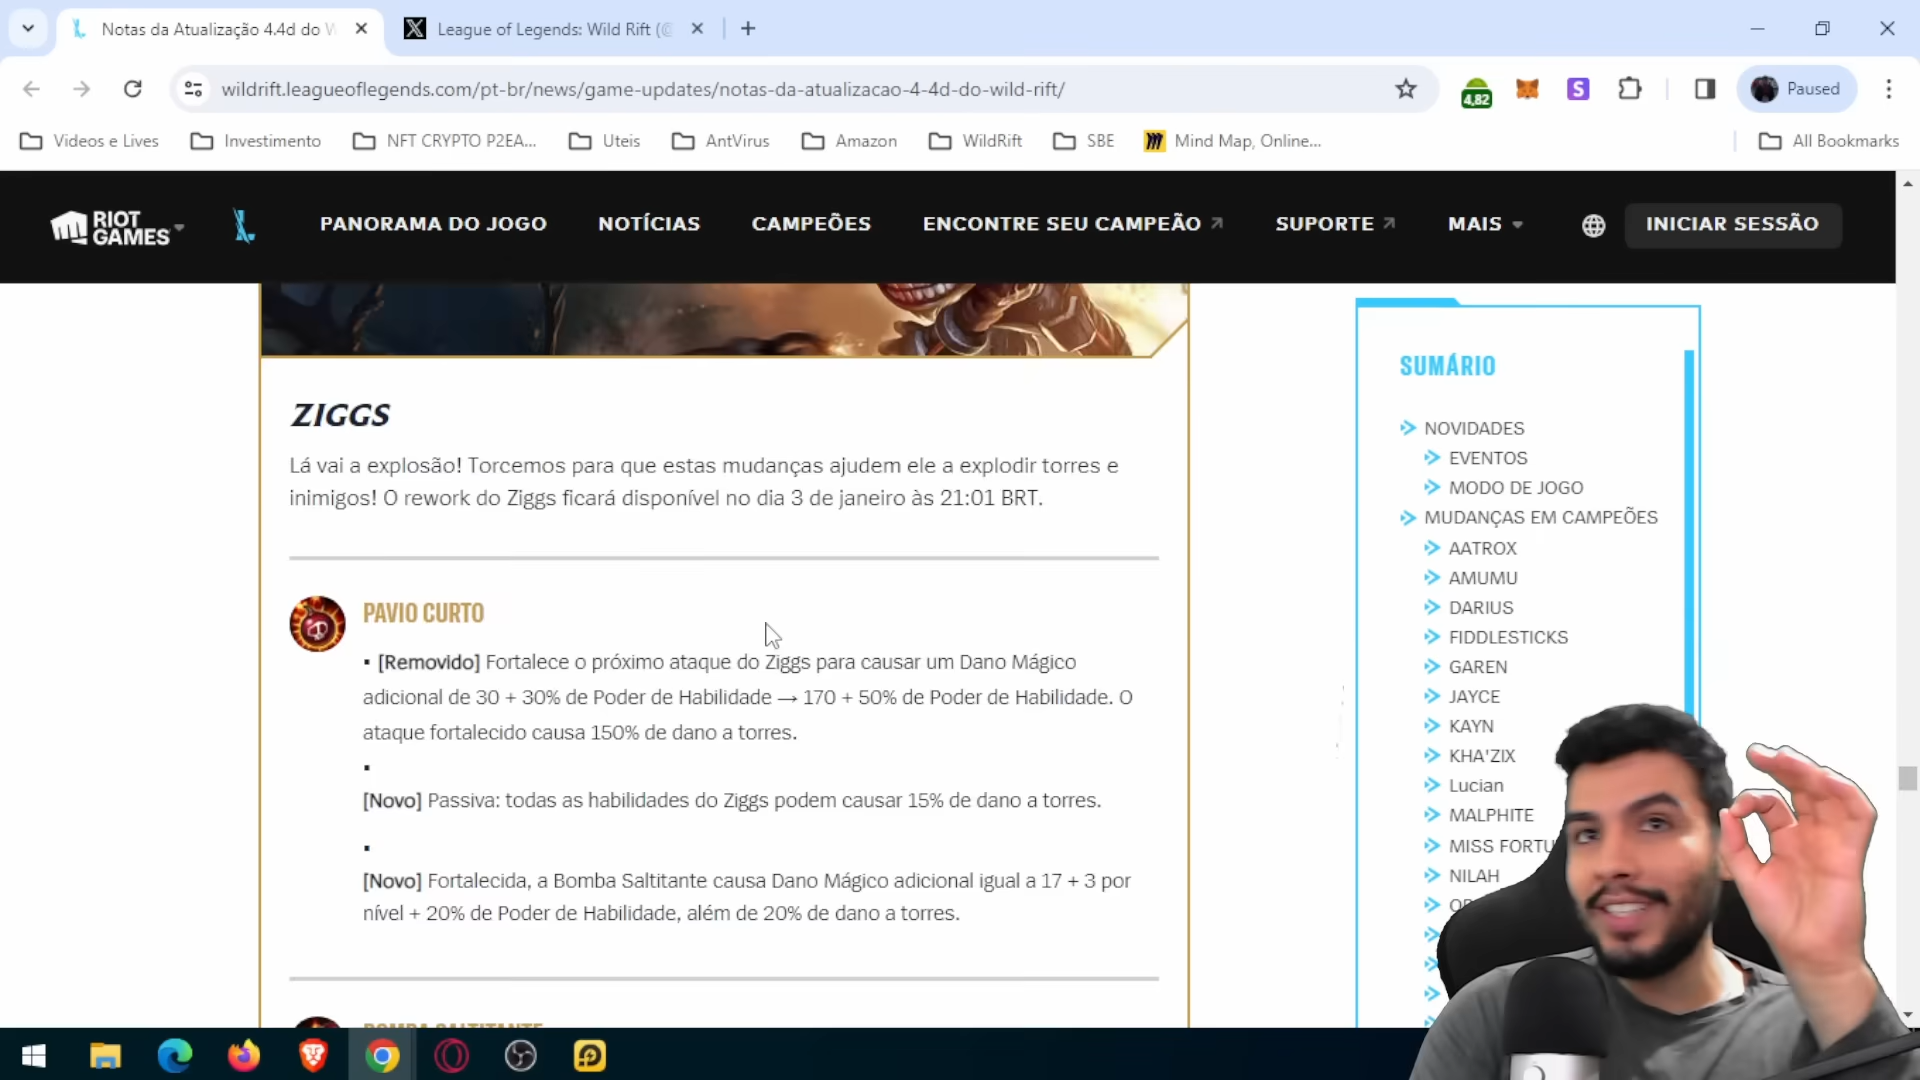 Notas da Atualização 4.4d do W
League of Legends: Wild Rift (@
wildrift.leagueoflegends.com/pt-br/news/game-updates/notas-da-atualizacao-4-4d-do-wild-rift/
4,82
S
Paused
Videos e Lives
Investimento
NFT CRYPTO P2EA...
Uteis
AntVirus
Amazon
WildRift
SBE
Mind Map, Online...
All Bookmarks
RIOT GAMES
PANORAMA DO JOGO
NOTÍCIAS
CAMPEÕES
ENCONTRE SEU CAMPEÃO
SUPORTE
MAIS
INICIAR SESSÃO
ZIGGS
Lá vai a explosão! Torcemos para que estas mudanças ajudem ele a explodir torres e
inimigos! O rework do Ziggs ficará disponível no dia 3 de janeiro às 21:01 BRT.
PAVIO CURTO
▪ [Removido] Fortalece o próximo ataque do Ziggs para causar um Dano Mágico
adicional de 30 + 30% de Poder de Habilidade → 170 + 50% de Poder de Habilidade. O
ataque fortalecido causa 150% de dano a torres.
▪
[Novo] Passiva: todas as habilidades do Ziggs podem causar 15% de dano a torres.
▪
[Novo] Fortalecida, a Bomba Saltitante causa Dano Mágico adicional igual a 17 + 3 por
nível + 20% de Poder de Habilidade, além de 20% de dano a torres.
BOMBA SALTITANTE
SUMÁRIO
NOVIDADES
EVENTOS
MODO DE JOGO
MUDANÇAS EM CAMPEÕES
AATROX
AMUMU
DARIUS
FIDDLESTICKS
GAREN
JAYCE
KAYN
KHA'ZIX
Lucian
MALPHITE
MISS FORTU
NILAH